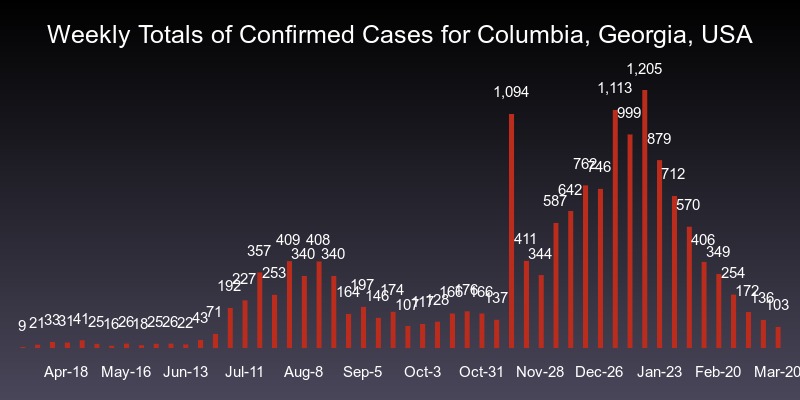 Weekly Totals of Confirmed Cases for Columbia, Georgia, USA
9 21 33 31 41 25 16 26 18 25 26 22 43 71 192 227 357 253 409 340 408 340 164 197 146 174 107 117 128 166 176 166 137 1,094 411 344 587 642 762 746 1,113 999 1,205 879 712 570 406 349 254 172 136 103
Apr-18 May-16 Jun-13 Jul-11 Aug-8 Sep-5 Oct-3 Oct-31 Nov-28 Dec-26 Jan-23 Feb-20 Mar-20